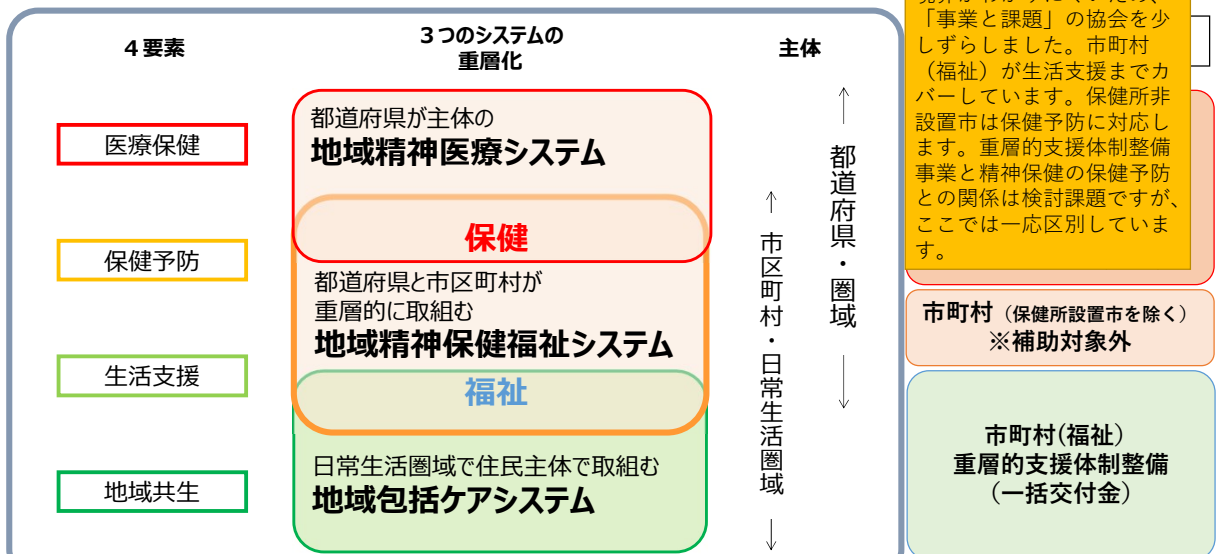 4要素
3つのシステムの
重層化
主体
医療保健
保健予防
生活支援
地域共生
都道府県が主体の
地域精神医療システム
保健
都道府県と市区町村が
重層的に取組む
地域精神保健福祉システム
福祉
日常生活圏域で住民主体で取組む
地域包括ケアシステム
市区町村・日常生活圏域
都道府県・圏域
「事業と課題」の協会を少
しずらしました。市町村
（福祉）が生活支援までカ
バーしています。保健所非
設置市は保健予防に対応し
ます。重層的支援体制整備
事業と精神保健の保健予防
との関係は検討課題ですが、
ここでは一応区別していま
す。
市町村（保健所設置市を除く）
※補助対象外
市町村(福祉)
重層的支援体制整備
（一括交付金）